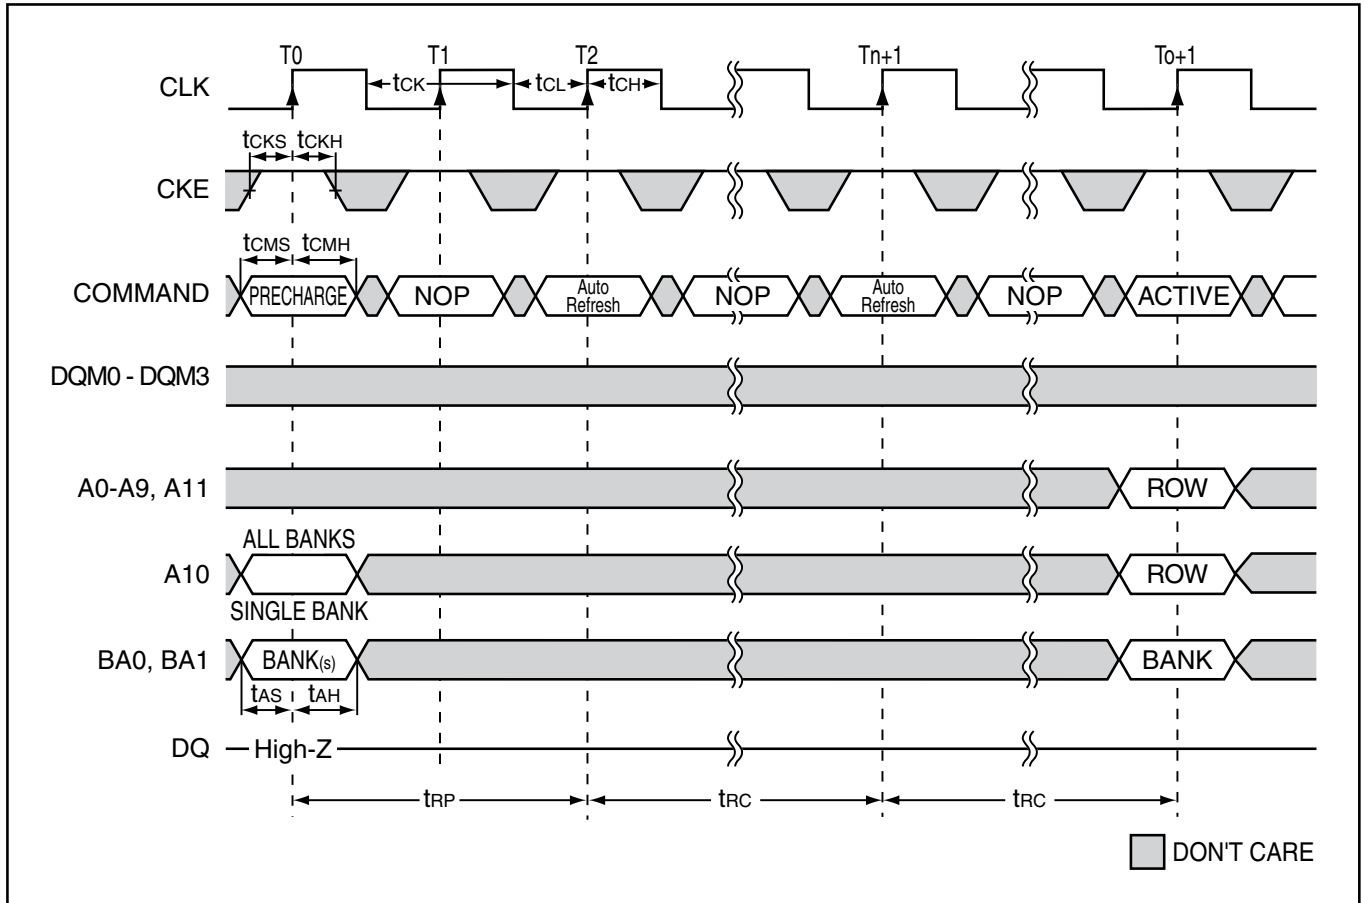 T0 T1 T2 Tn+1 To+1
CLK tCK tCL tCH
tCKS tCKH
CKE
tCMS tCMH
COMMAND PRECHARGE NOP Auto Refresh NOP Auto Refresh NOP ACTIVE
DQM0 - DQM3
A0-A9, A11 ROW
ALL BANKS
A10 ROW
SINGLE BANK
BA0, BA1 BANK(s) BANK
tAS tAH
DQ High-Z
tRP tRC tRC
DON'T CARE